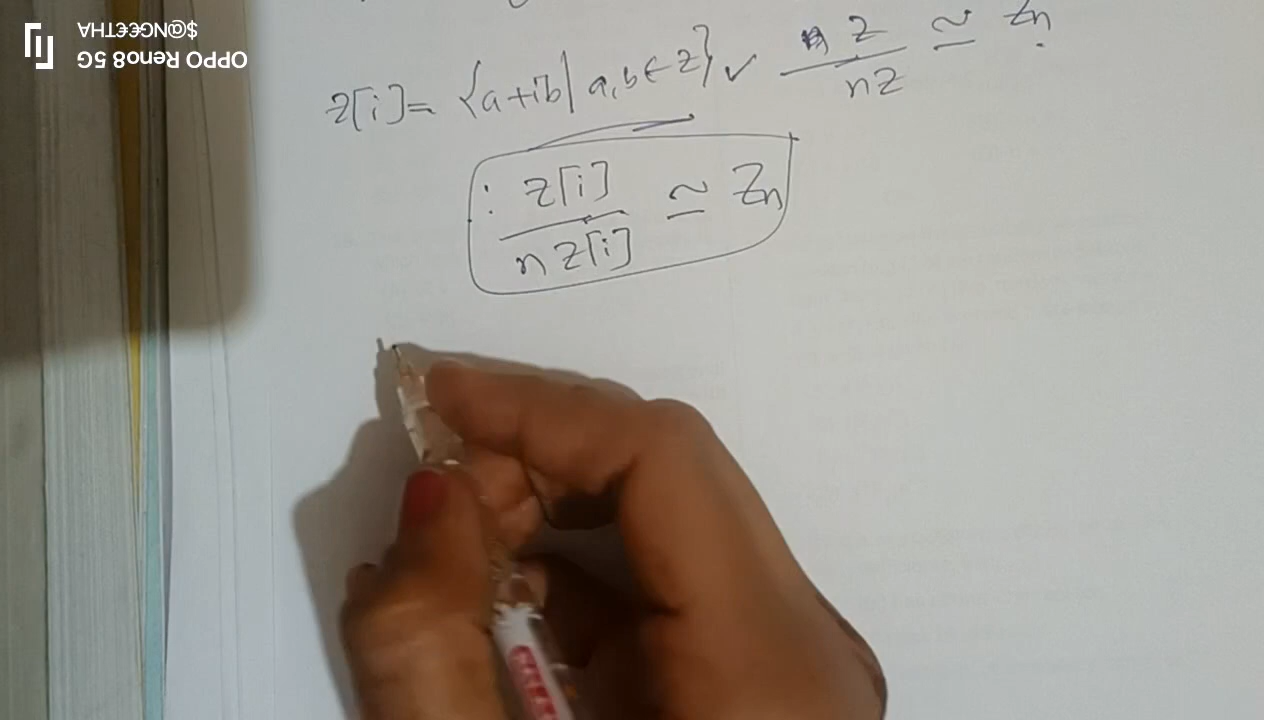 z[i] = {a+ib | a,b ∈ z} ✓ z/nz ≃ Zn
: z[i]/nz[i] ≃ Zn
OPPO Reno8 5G
$@NGEETHA